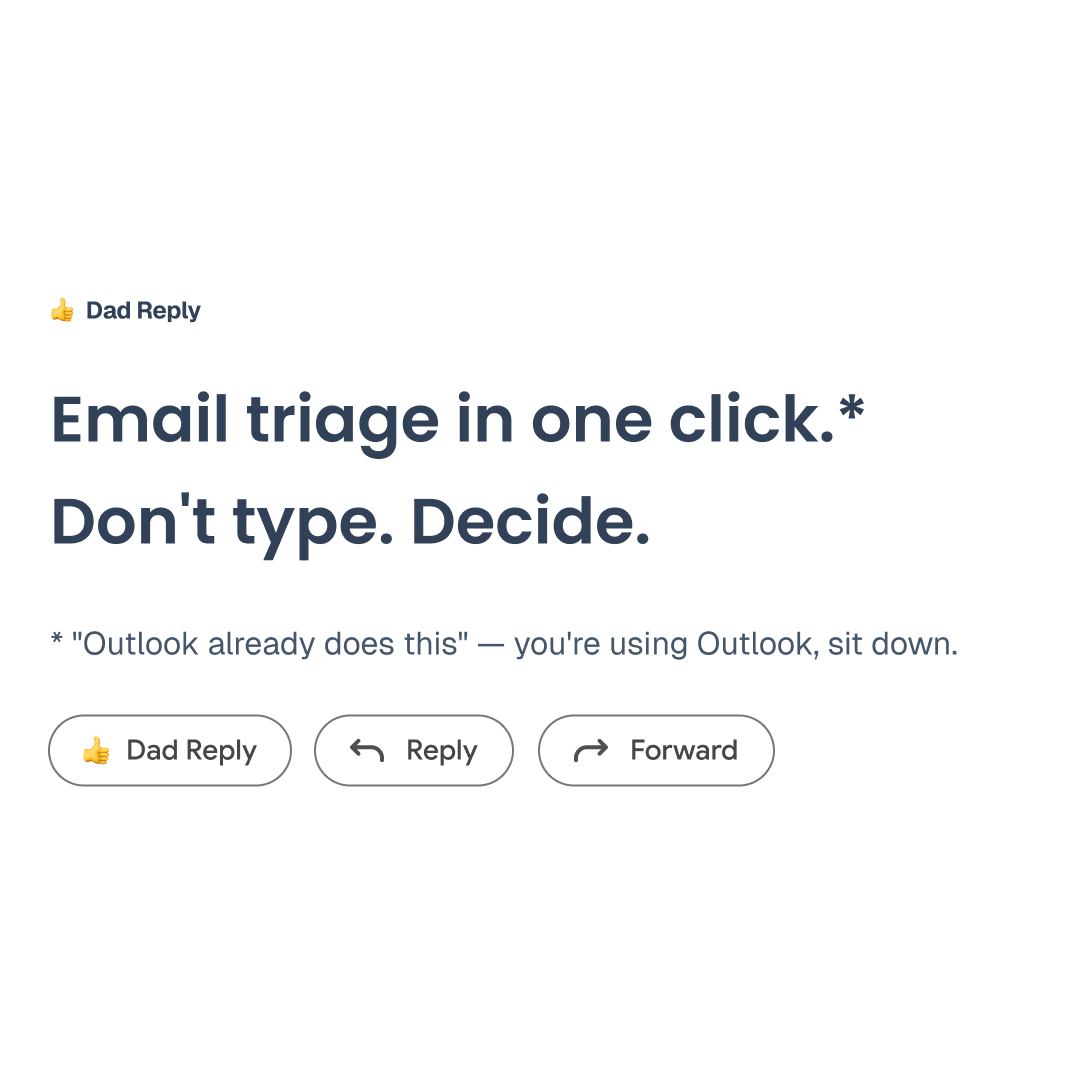 👍 Dad Reply
Email triage in one click.*
Don't type. Decide.
* "Outlook already does this" — you're using Outlook, sit down.
👍 Dad Reply
Reply
Forward